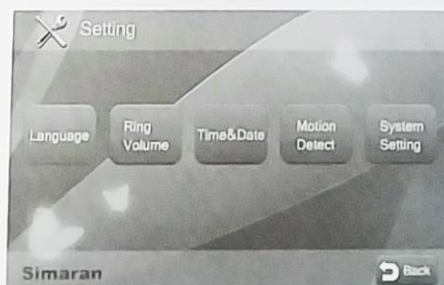 Setting
Language
Ring
Volume
Time&Date
Motion
Detect
System
Setting
Simaran
Back